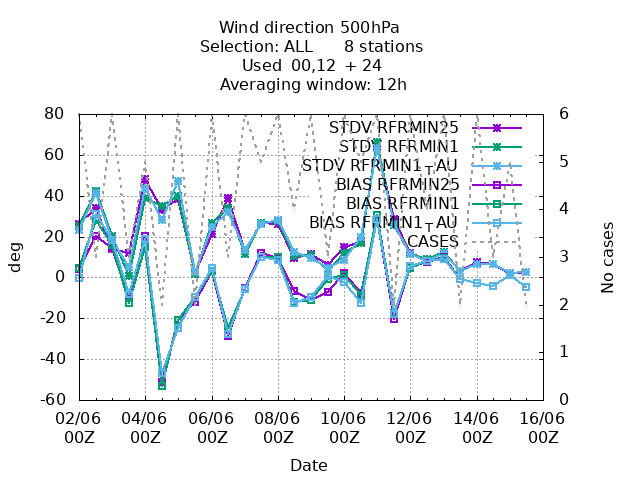 Wind direction 500hPa
Selection: ALL 8 stations
Used 00,12 + 24
Averaging window: 12h
80
60
40
20
0
-20
-40
-60
deg
6
5
4
3
2
1
0
No cases
STDV RFRMIN25
STDV RFRMIN1
STDV RFRMIN1_AU
BIAS RFRMIN25
BIAS RFRMIN1
BIAS RFRMIN1_AU
CASES
02/06 04/06 06/06 08/06 10/06 12/06 14/06 16/06
00Z 00Z 00Z 00Z 00Z 00Z 00Z 00Z
Date